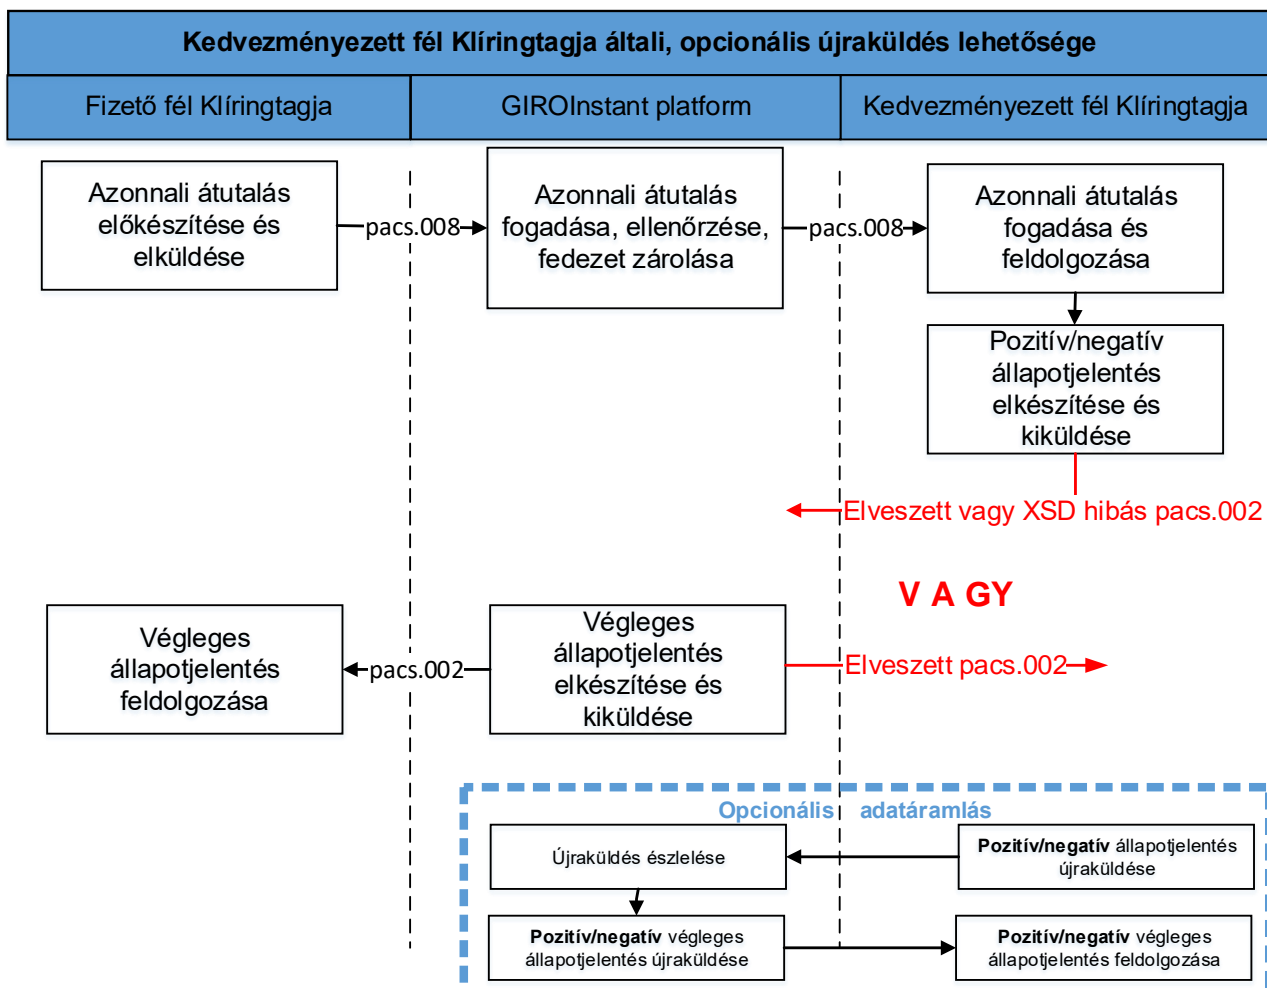 Kedvezményezett fél Klíringtagja általi, opcionális újraküldés lehetősége
Fizető fél Klíringtagja
GIROInstant platform
Kedvezményezett fél Klíringtagja
Azonnali átutalás
előkészítése és
elküldése
pacs.008
Azonnali átutalás
fogadása, ellenőrzése,
fedezet zárolása
pacs.008
Azonnali átutalás
fogadása és
feldolgozása
Pozitív/negatív
állapotjelentés
elkészítése és
kiküldése
Elveszett vagy XSD hibás pacs.002
V A GY
Végleges
állapotjelentés
feldolgozása
pacs.002
Végleges
állapotjelentés
elkészítése és
kiküldése
Elveszett pacs.002
Opcionális adatáramlás
Újraküldés észlelése
Pozitív/negatív állapotjelentés
újraküldése
Pozitív/negatív végleges
állapotjelentés újraküldése
Pozitív/negatív végleges
állapotjelentés feldolgozása